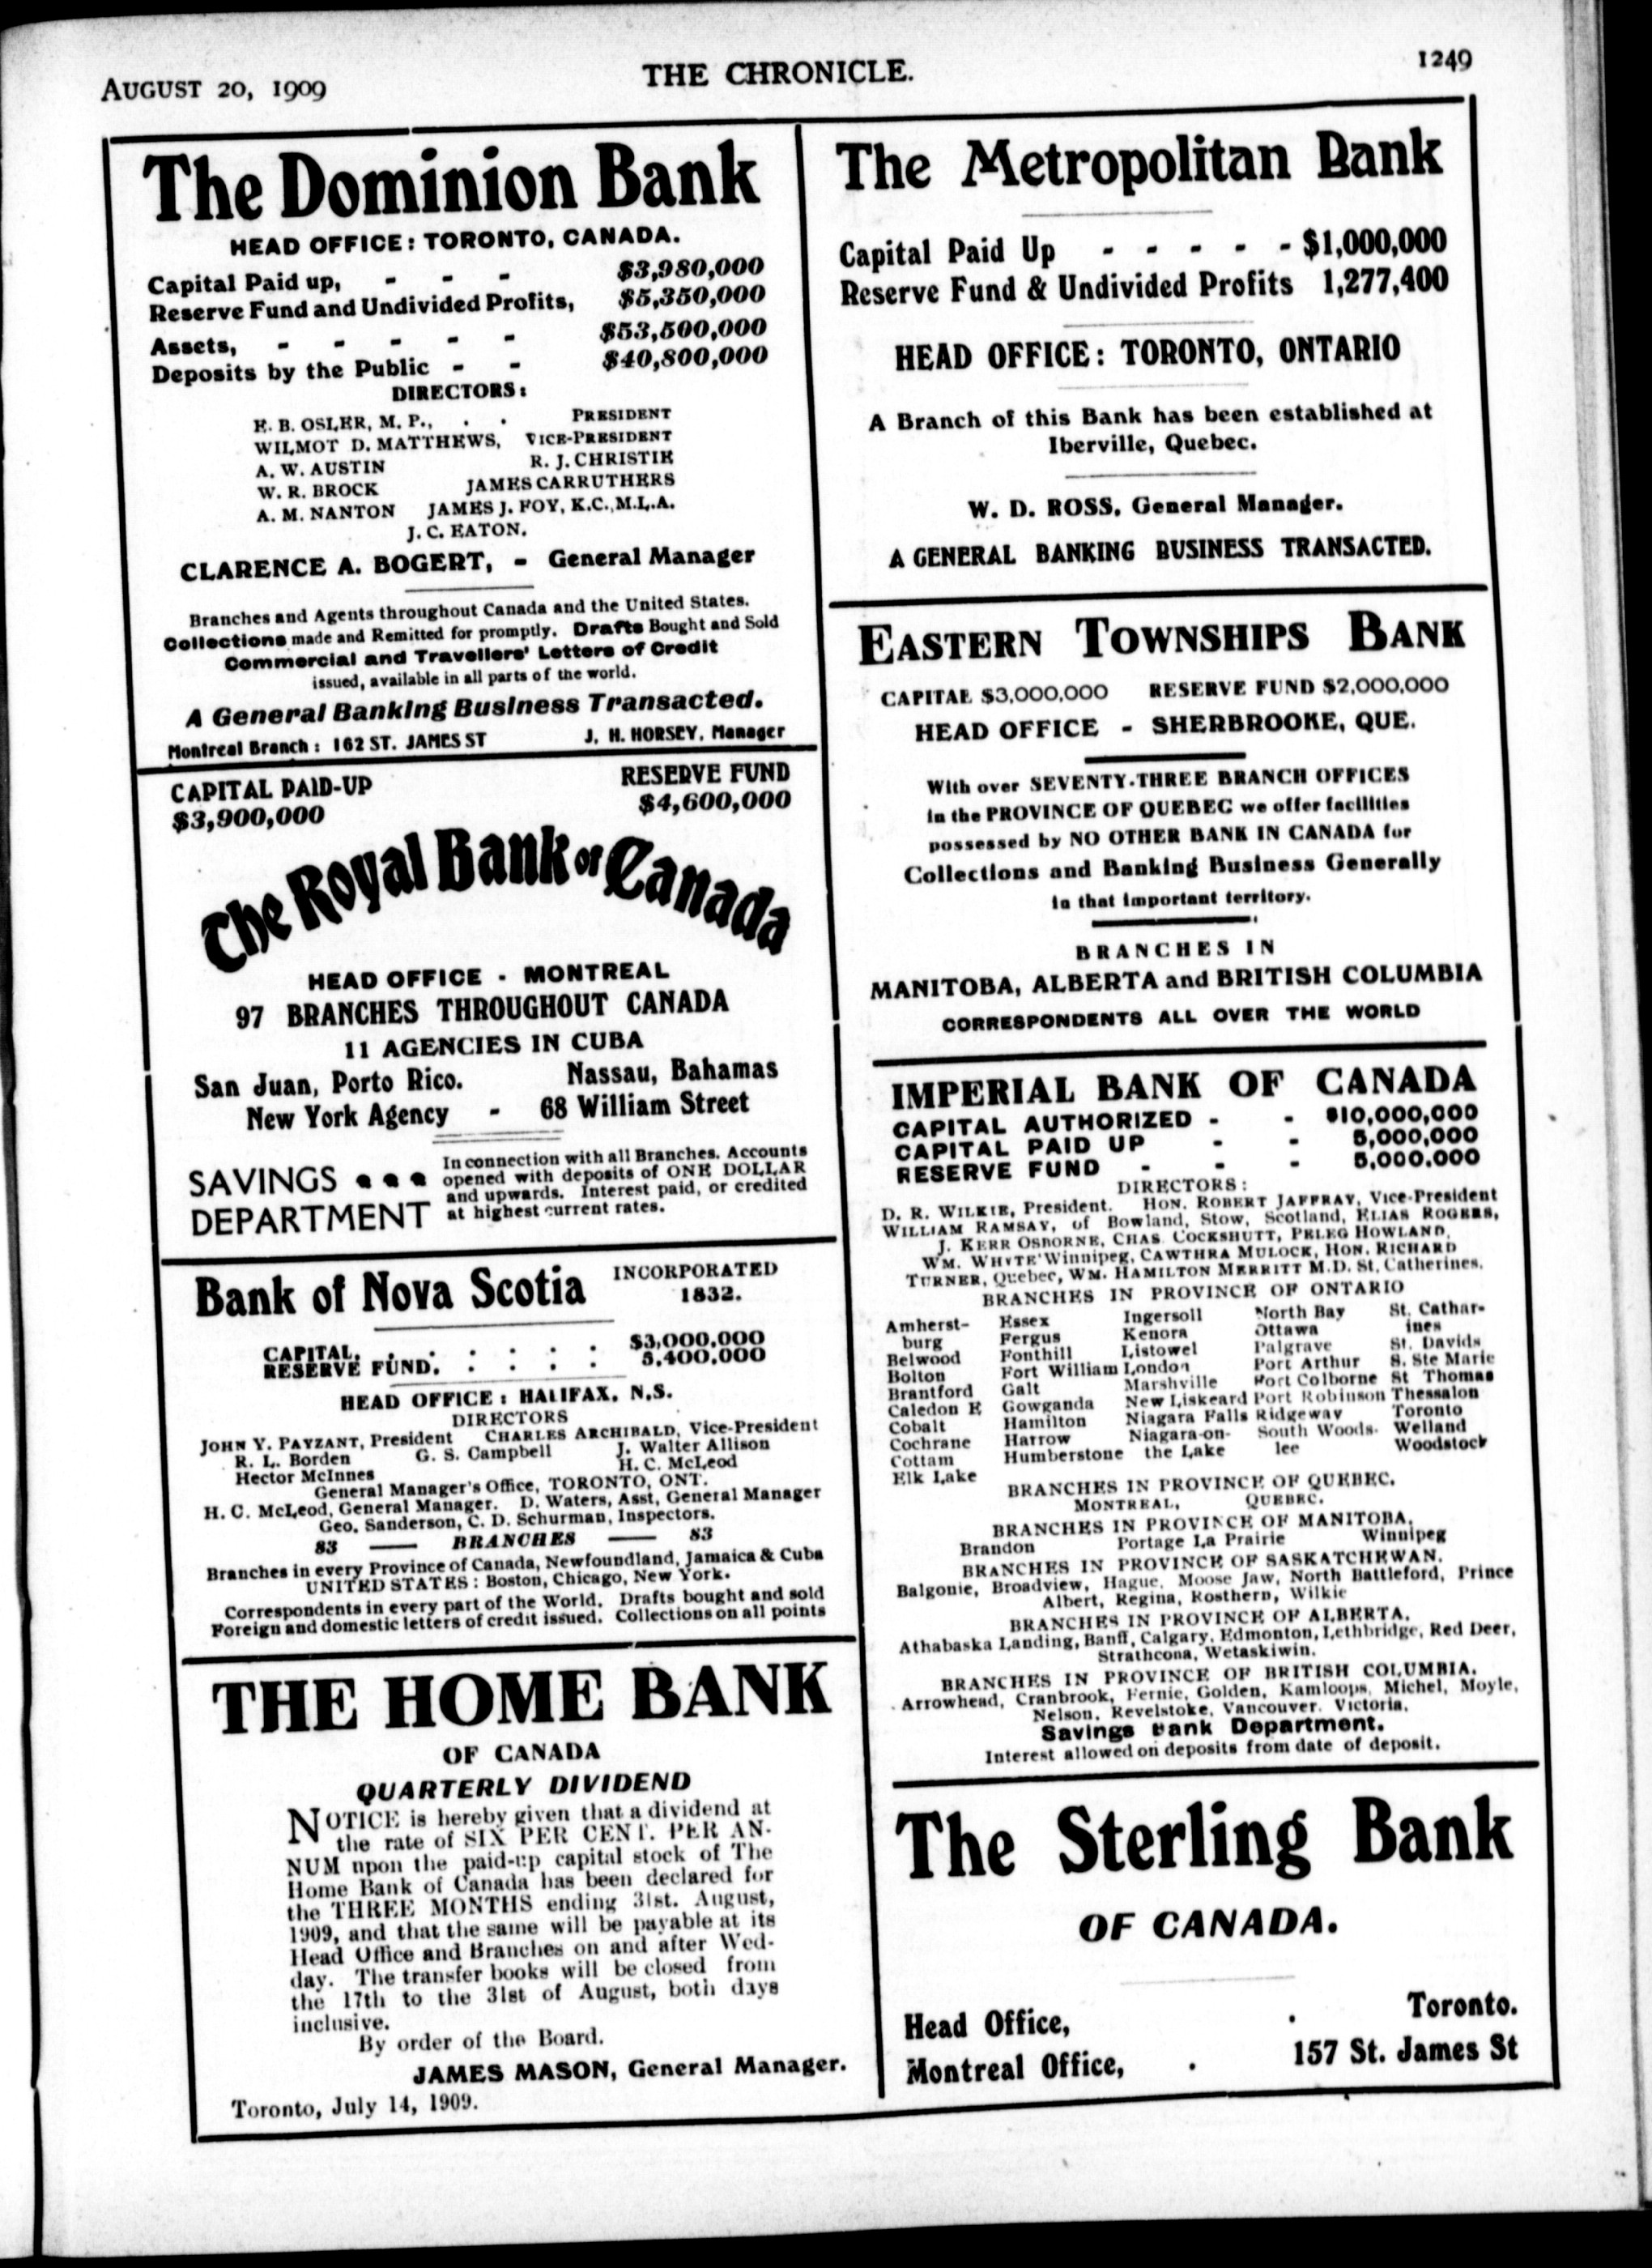 AUGUST 20, 1909
THE CHRONICLE.
1249
The Dominion Bank
HEAD OFFICE: TORONTO, CANADA.
Capital Paid up, - - - $3,980,000
Reserve Fund and Undivided Profits, $5,350,000
Assets, - - - - - $53,500,000
Deposits by the Public - - $40,800,000
DIRECTORS:
E. B. OSLER, M. P., . . PRESIDENT
WILMOT D. MATTHEWS, VICE-PRESIDENT
A. W. AUSTIN R. J. CHRISTIE
W. R. BROCK JAMES CARRUTHERS
A. M. NANTON JAMES J. FOY, K.C.,M.L.A.
J. C. EATON.
CLARENCE A. BOGERT, - General Manager
Branches and Agents throughout Canada and the United States.
Collections made and Remitted for promptly. Drafts Bought and Sold
Commercial and Travellers' Letters of Credit
issued, available in all parts of the world.
A General Banking Business Transacted.
Montreal Branch : 162 ST. JAMES ST J. H. HORSEY, Manager
CAPITAL PAID-UP RESERVE FUND
$3,900,000 $4,600,000
The Royal Bank of Canada
HEAD OFFICE - MONTREAL
97 BRANCHES THROUGHOUT CANADA
11 AGENCIES IN CUBA
San Juan, Porto Rico. Nassau, Bahamas
New York Agency - 68 William Street
SAVINGS
DEPARTMENT
In connection with all Branches. Accounts
opened with deposits of ONE DOLLAR
and upwards. Interest paid, or credited
at highest current rates.
Bank of Nova Scotia INCORPORATED
1832.
CAPITAL, . : : : : $3,000,000
RESERVE FUND. : : : : 5,400,000
HEAD OFFICE : HALIFAX, N.S.
DIRECTORS
JOHN Y. PAYZANT, President CHARLES ARCHIBALD, Vice-President
R. L. Borden G. S. Campbell J. Walter Allison
Hector McInnes H. C. McLeod
General Manager's Office, TORONTO, ONT.
H. C. McLeod, General Manager. D. Waters, Asst, General Manager
Geo. Sanderson, C. D. Schurman, Inspectors.
83 —— BRANCHES —— 83
Branches in every Province of Canada, Newfoundland, Jamaica & Cuba
UNITED STATES : Boston, Chicago, New York.
Correspondents in every part of the World. Drafts bought and sold
Foreign and domestic letters of credit issued. Collections on all points
THE HOME BANK
OF CANADA
QUARTERLY DIVIDEND
NOTICE is hereby given that a dividend at
the rate of SIX PER CENT. PER AN-
NUM upon the paid-up capital stock of The
Home Bank of Canada has been declared for
the THREE MONTHS ending 31st. August,
1909, and that the same will be payable at its
Head Office and Branches on and after Wed-
day. The transfer books will be closed from
the 17th to the 31st of August, both days
inclusive.
By order of the Board.
JAMES MASON, General Manager.
Toronto, July 14, 1909.
The Metropolitan Bank
Capital Paid Up - - - - - $1,000,000
Reserve Fund & Undivided Profits 1,277,400
HEAD OFFICE: TORONTO, ONTARIO
A Branch of this Bank has been established at
Iberville, Quebec.
W. D. ROSS, General Manager.
A GENERAL BANKING BUSINESS TRANSACTED.
EASTERN TOWNSHIPS BANK
CAPITAL $3,000,000 RESERVE FUND $2,000,000
HEAD OFFICE - SHERBROOKE, QUE.
With over SEVENTY-THREE BRANCH OFFICES
in the PROVINCE OF QUEBEC we offer facilities
possessed by NO OTHER BANK IN CANADA for
Collections and Banking Business Generally
in that important territory.
BRANCHES IN
MANITOBA, ALBERTA and BRITISH COLUMBIA
CORRESPONDENTS ALL OVER THE WORLD
IMPERIAL BANK OF CANADA
CAPITAL AUTHORIZED - - $10,000,000
CAPITAL PAID UP - - 5,000,000
RESERVE FUND - - - 5,000,000
DIRECTORS:
D. R. WILKIE, President. HON. ROBERT JAFFRAY, Vice-President
WILLIAM RAMSAY, of Bowland, Stow, Scotland, ELIAS ROGERS,
J. KERR OSBORNE, CHAS. COCKSHUTT, PELEG HOWLAND,
WM. WHYTE' Winnipeg, CAWTHRA MULOCK, HON. RICHARD
TURNER, Quebec, WM. HAMILTON MERRITT M.D. St. Catherines.
BRANCHES IN PROVINCE OF ONTARIO
Amherst- Essex Ingersoll North Bay St. Cathar-
burg Fergus Kenora Ottawa ines
Belwood Fonthill Listowel Palgrave St. Davids
Bolton Fort William London Port Arthur S. Ste Marie
Brantford Galt Marshville Port Colborne St Thomas
Caledon E Gowganda New Liskeard Port Robinson Thessalon
Cobalt Hamilton Niagara Falls Ridgeway Toronto
Cochrane Harrow Niagara-on- South Woods- Welland
Cottam Humberstone the Lake lee Woodstock
Elk Lake
BRANCHES IN PROVINCE OF QUEBEC.
MONTREAL, QUEBEC.
BRANCHES IN PROVINCE OF MANITOBA,
Brandon Portage La Prairie Winnipeg
BRANCHES IN PROVINCE OF SASKATCHEWAN.
Balgonie, Broadview, Hague, Moose Jaw, North Battleford, Prince
Albert, Regina, Rosthern, Wilkie
BRANCHES IN PROVINCE OF ALBERTA.
Athabaska Landing, Banff, Calgary, Edmonton, Lethbridge, Red Deer,
Strathcona, Wetaskiwin.
BRANCHES IN PROVINCE OF BRITISH COLUMBIA.
Arrowhead, Cranbrook, Fernie, Golden, Kamloops, Michel, Moyie,
Nelson, Revelstoke, Vancouver, Victoria.
Savings Bank Department.
Interest allowed on deposits from date of deposit.
The Sterling Bank
OF CANADA.
Head Office, . Toronto.
Montreal Office, . 157 St. James St